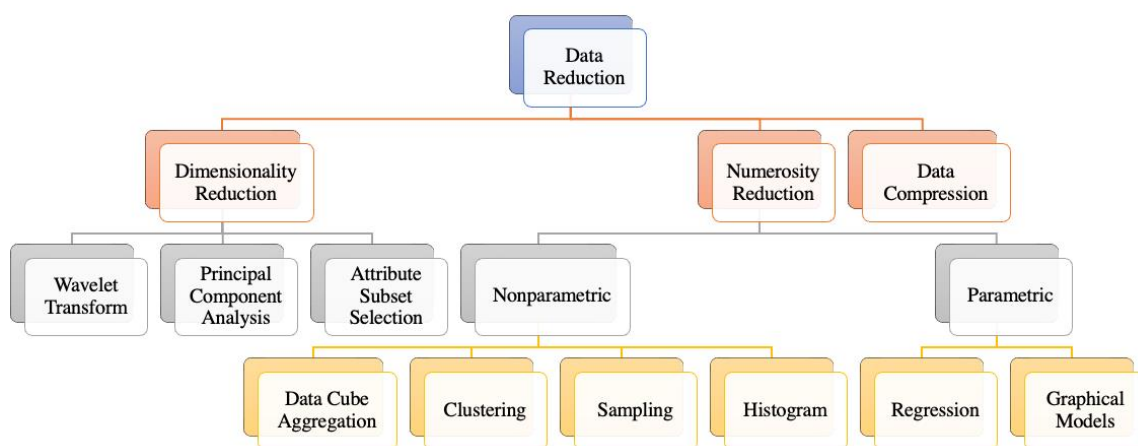 Data
Reduction
Dimensionality
Reduction
Numerosity
Reduction
Data
Compression
Wavelet
Transform
Principal
Component
Analysis
Attribute
Subset
Selection
Nonparametric
Parametric
Data Cube
Aggregation
Clustering
Sampling
Histogram
Regression
Graphical
Models